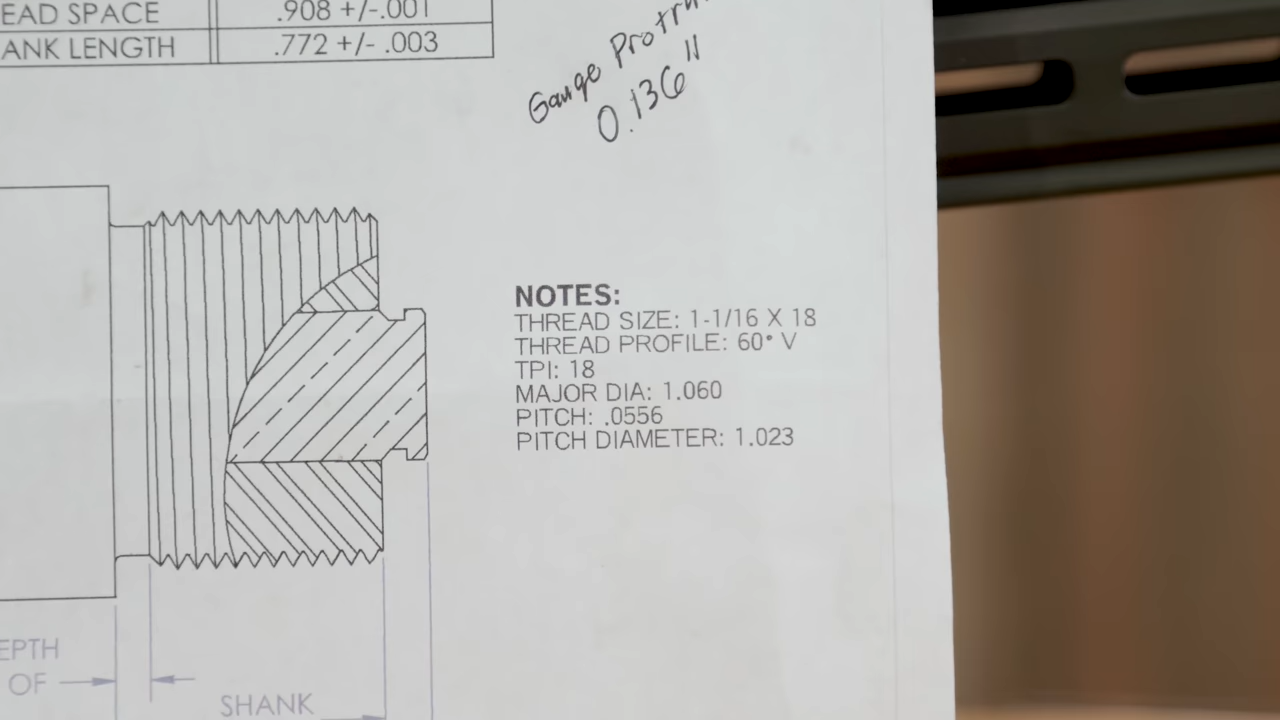 EAD SPACE .908 +/-.001
ANK LENGTH .772 +/- .003
Gauge Protru
0.136"
NOTES:
THREAD SIZE: 1-1/16 X 18
THREAD PROFILE: 60° V
TPI: 18
MAJOR DIA: 1.060
PITCH: .0556
PITCH DIAMETER: 1.023
EPTH
OF
SHANK